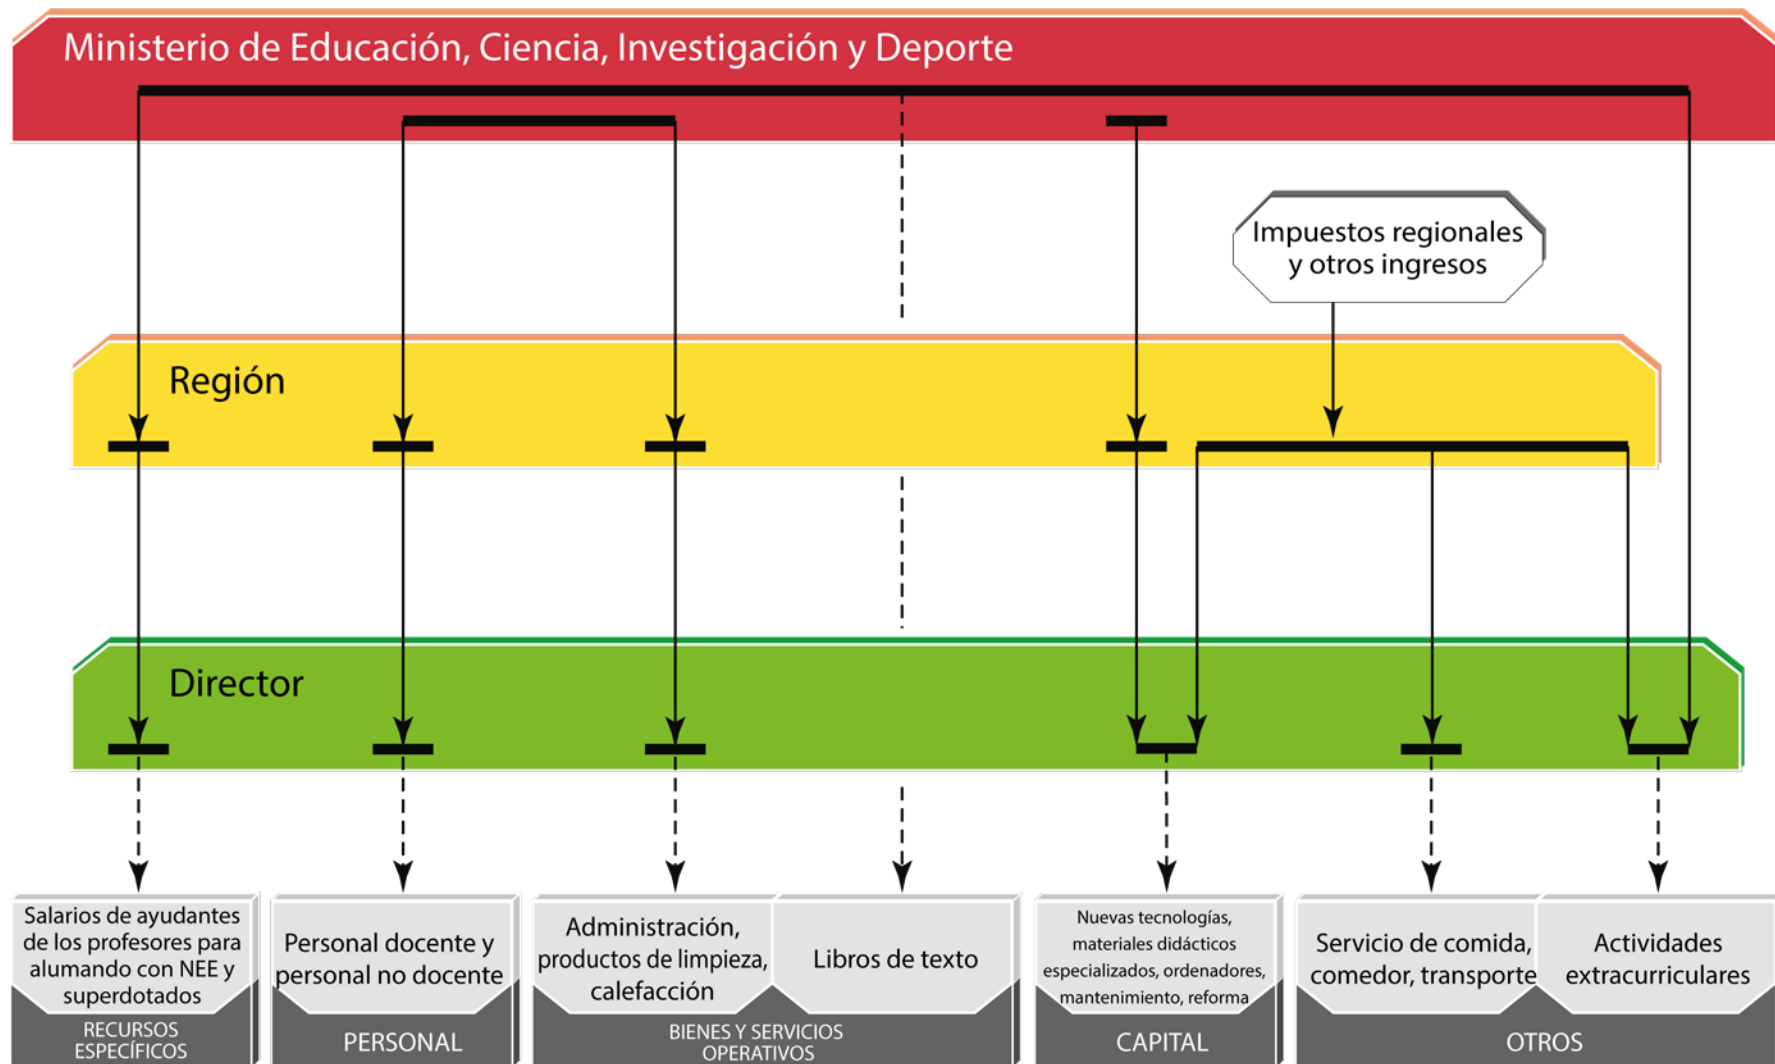 Ministerio de Educación, Ciencia, Investigación y Deporte
Impuestos regionales
y otros ingresos
Región
Director
Salarios de ayudantes
de los profesores para
alumando con NEE y
superdotados
RECURSOS
ESPECÍFICOS
Personal docente y
personal no docente
PERSONAL
Administración,
productos de limpieza,
calefacción
Libros de texto
BIENES Y SERVICIOS
OPERATIVOS
Nuevas tecnologías,
materiales didácticos
especializados, ordenadores,
mantenimiento, reforma
CAPITAL
Servicio de comida,
comedor, transporte
Actividades
extracurriculares
OTROS